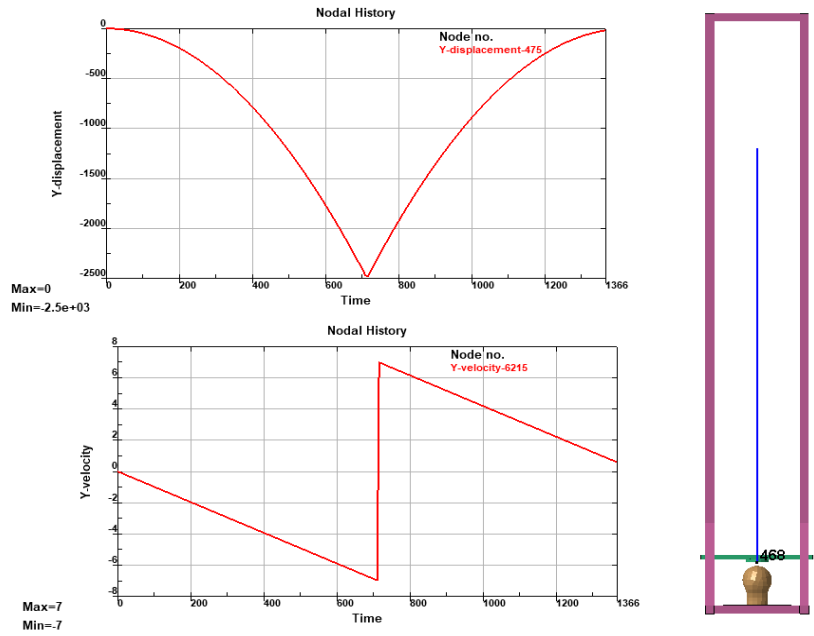 Nodal History
0
-500
-1000
-1500
-2000
-2500
Y-displacement
Node no.
Y-displacement-475
0 200 400 600 800 1000 1200 1366
Time
Max=0
Min=-2.5e+03
Nodal History
8
6
4
2
0
-2
-4
-6
-8
Y-velocity
Node no.
Y-velocity-6215
0 200 400 600 800 1000 1200 1366
Time
Max=7
Min=-7
468